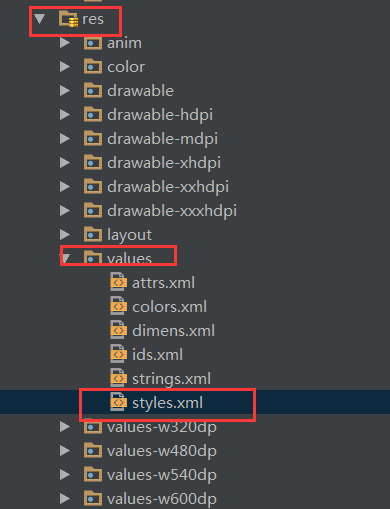 res
anim
color
drawable
drawable-hdpi
drawable-mdpi
drawable-xhdpi
drawable-xxhdpi
drawable-xxxhdpi
layout
values
attrs.xml
colors.xml
dimens.xml
ids.xml
strings.xml
styles.xml
values-w320dp
values-w480dp
values-w540dp
values-w600dp